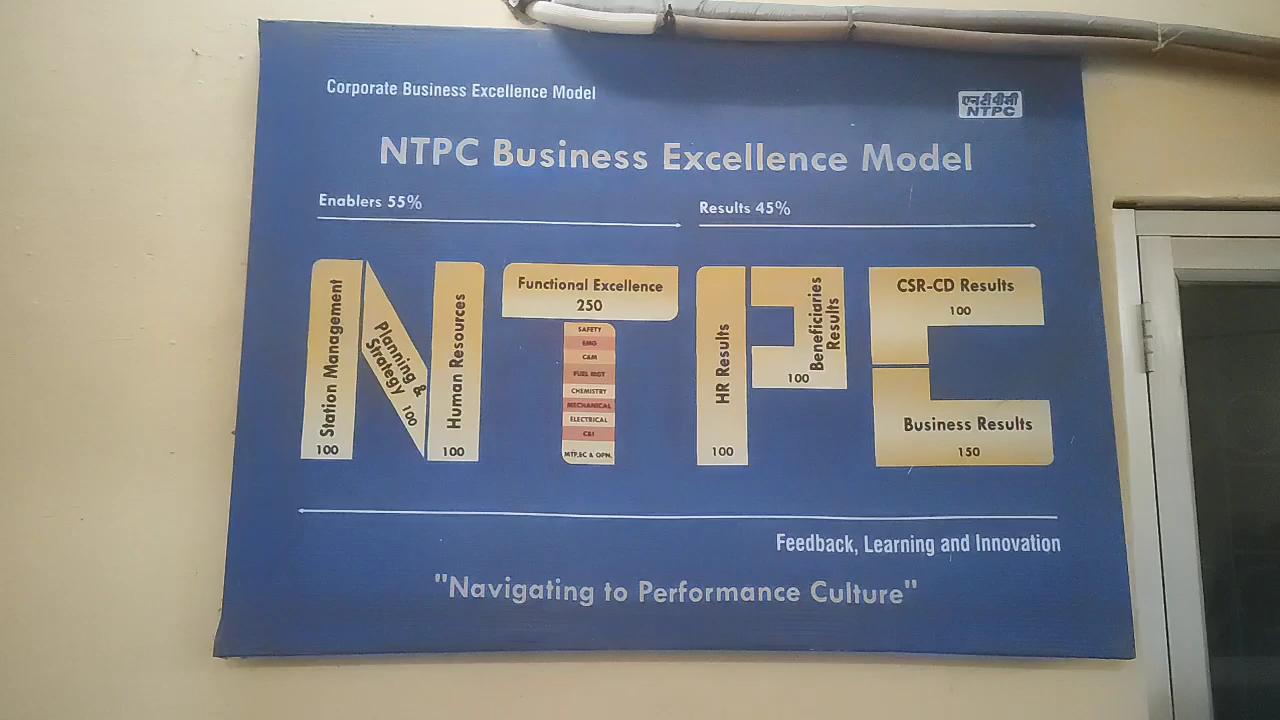 Corporate Business Excellence Model
एनटीपीसी
NTPC
NTPC Business Excellence Model
Enablers 55%
Results 45%
Station Management
100
Planning &
Strategy 100
Human Resources
100
Functional Excellence
250
SAFETY
EMG
C&M
FUEL MGT
CHEMISTRY
MECHANICAL
ELECTRICAL
C&I
MTP,EC & OPN.
HR Results
100
Beneficiaries
Results
100
CSR-CD Results
100
Business Results
150
Feedback, Learning and Innovation
"Navigating to Performance Culture"